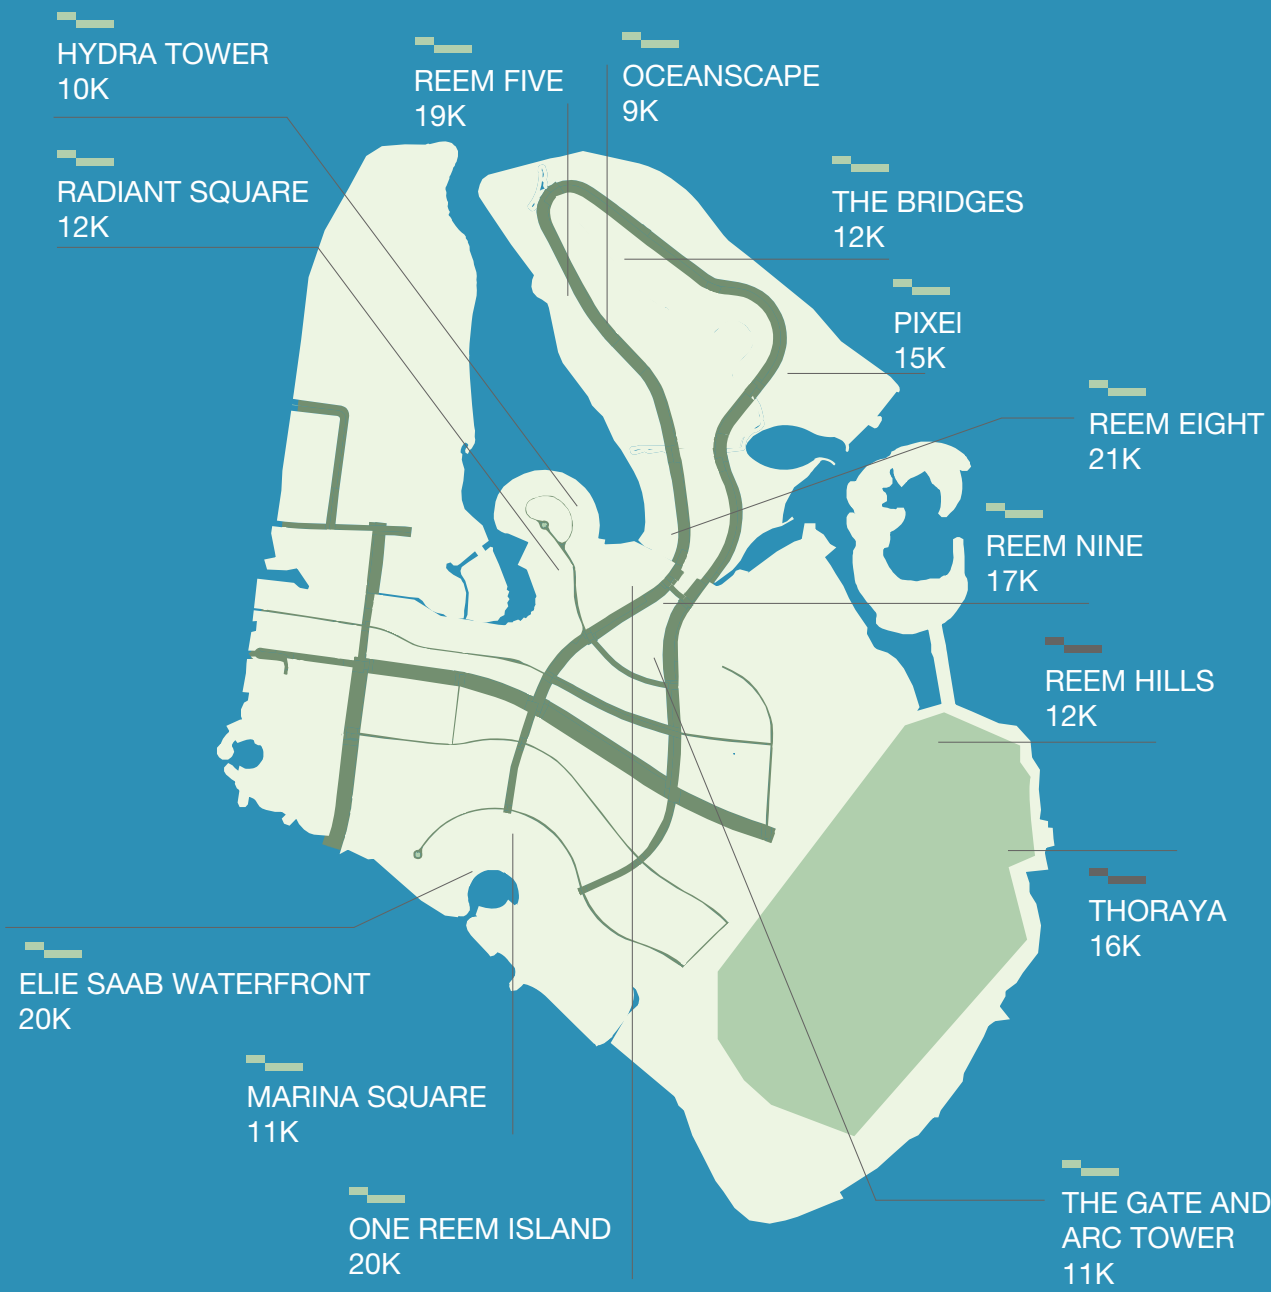 HYDRA TOWER
10K
REEM FIVE
19K
OCEANSCAPE
9K
RADIANT SQUARE
12K
THE BRIDGES
12K
PIXEl
15K
REEM EIGHT
21K
REEM NINE
17K
REEM HILLS
12K
THORAYA
16K
ELIE SAAB WATERFRONT
20K
MARINA SQUARE
11K
ONE REEM ISLAND
20K
THE GATE AND
ARC TOWER
11K